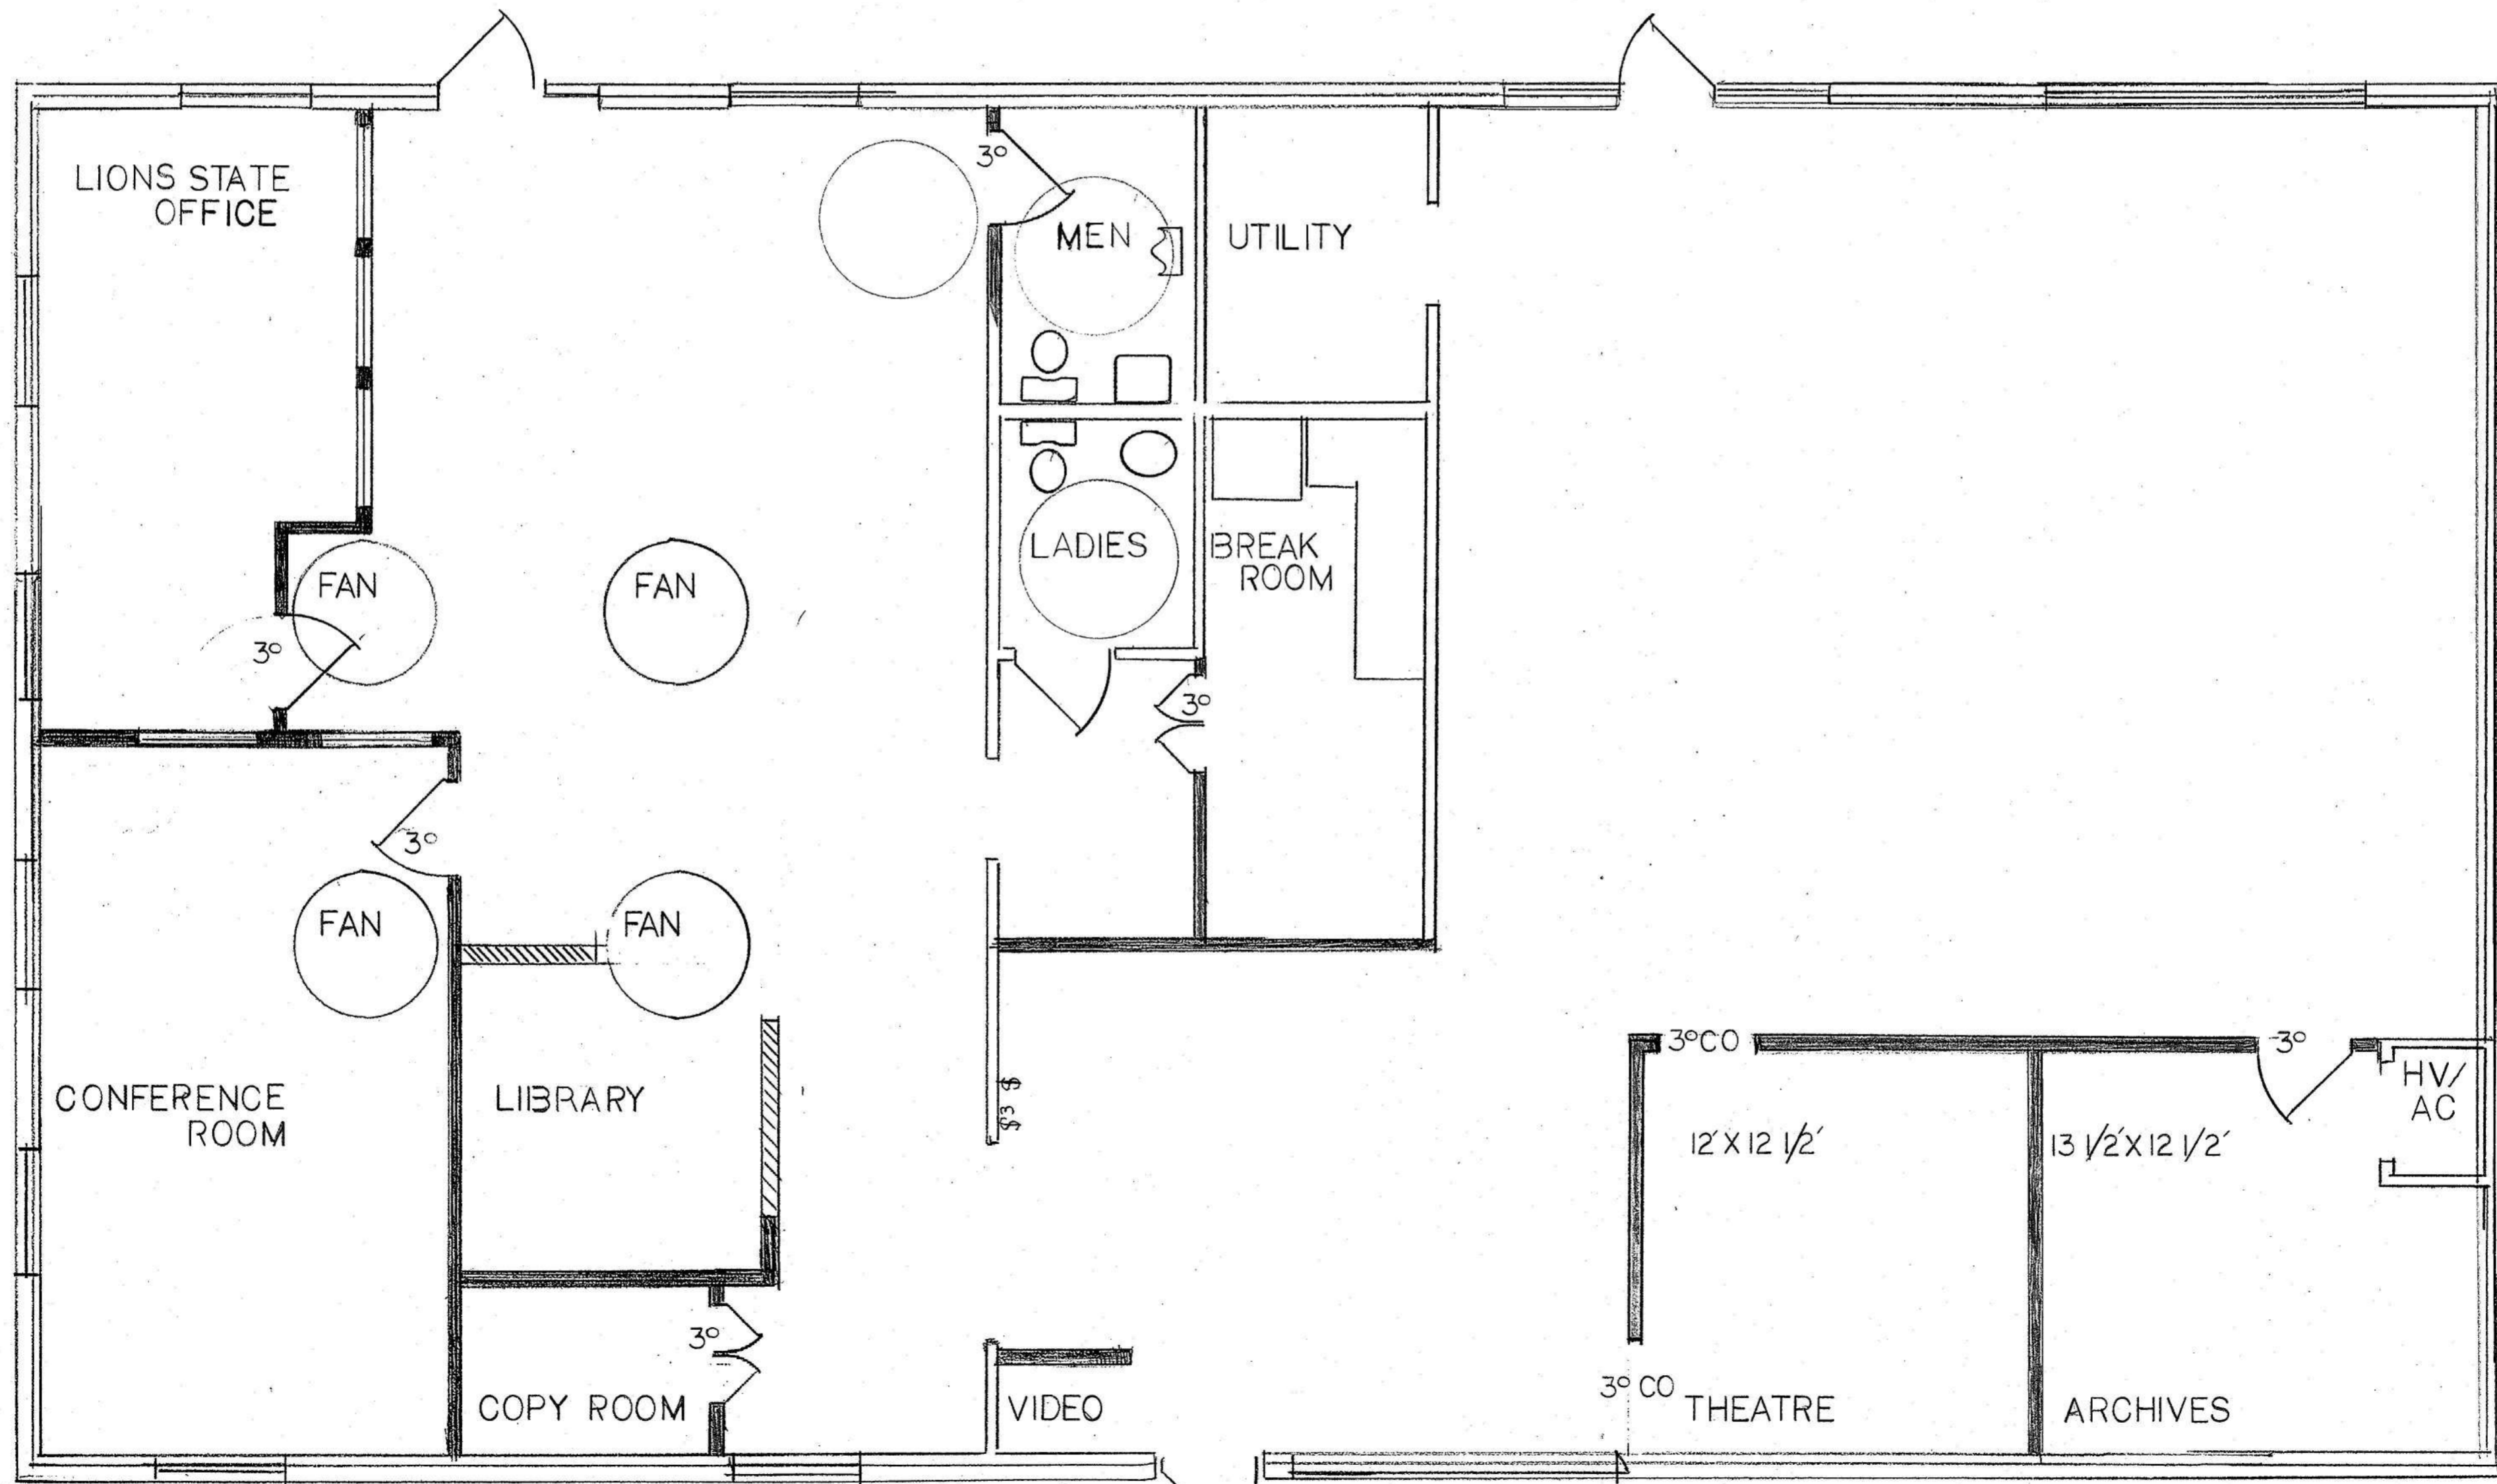 LIONS STATE
OFFICE
3°
MEN
UTILITY
FAN
FAN
LADIES
BREAK
ROOM
3°
3°
3°
FAN
FAN
CONFERENCE
ROOM
LIBRARY
$3 $
3°CO
3°
HV/
AC
12' X 12 1/2'
13 1/2' X 12 1/2'
3°
COPY ROOM
VIDEO
3° CO
THEATRE
ARCHIVES